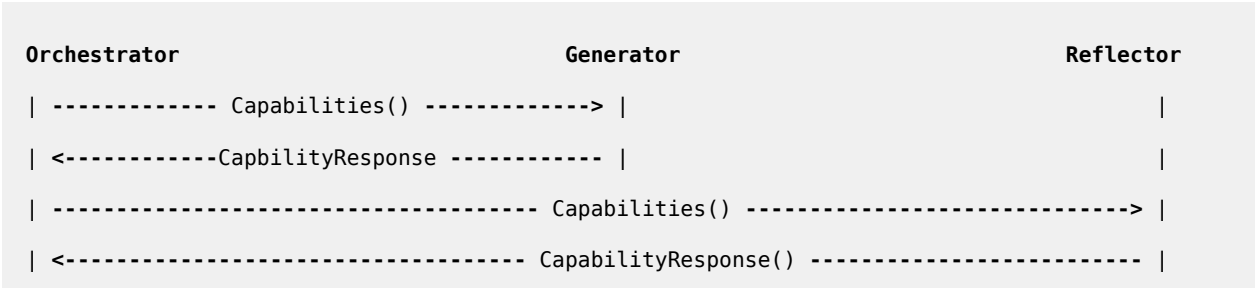 Orchestrator Generator Reflector
| ------------- Capabilities() -------------> | |
| <------------CapbilityResponse ------------ | |
| -------------------------------------- Capabilities() ------------------------------> |
| <------------------------------------ CapabilityResponse() -------------------------- |